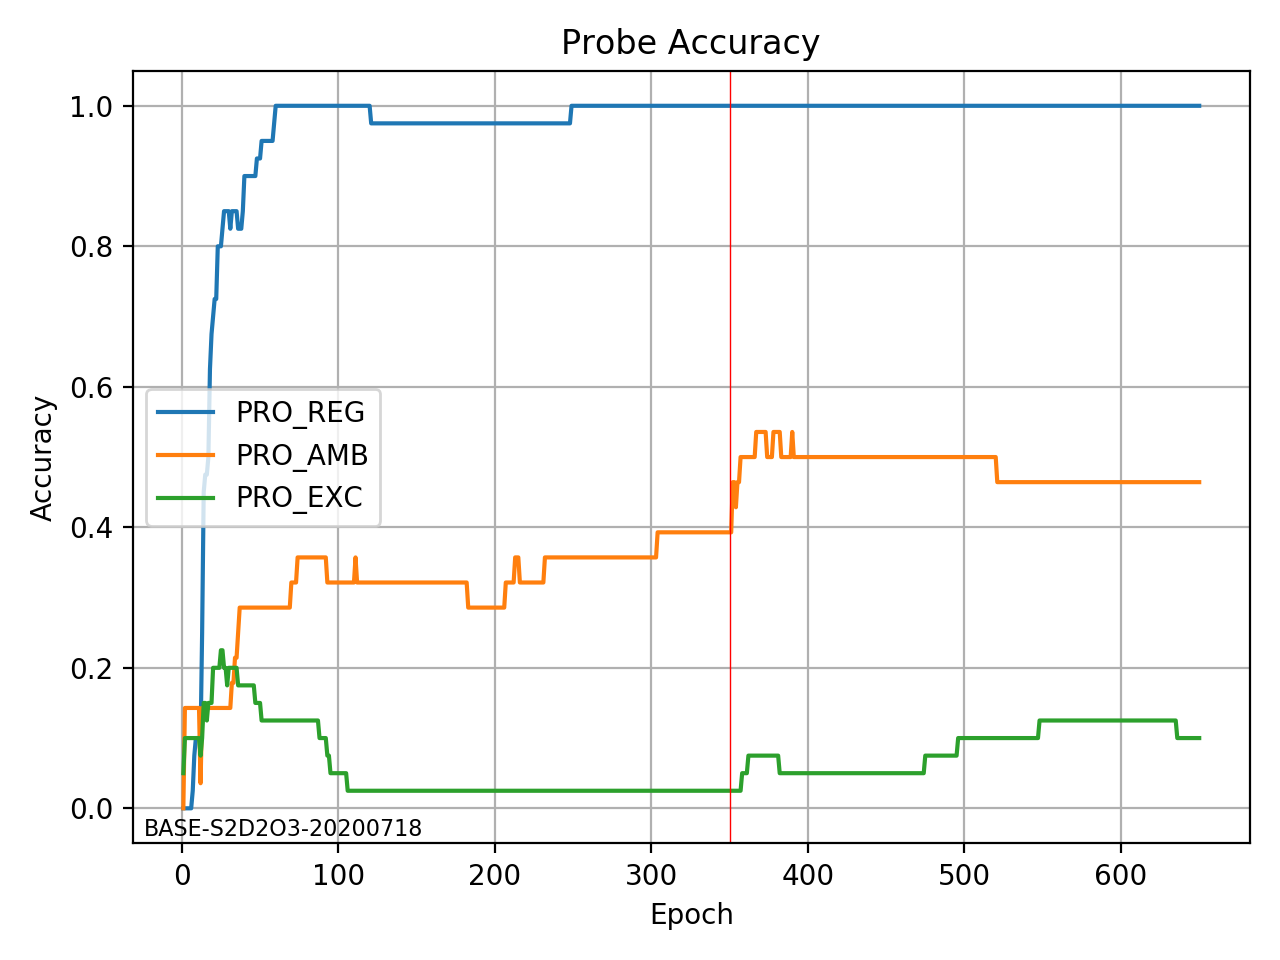 Probe Accuracy
1.0
0.8
0.6
0.4
0.2
0.0
Accuracy
PRO_REG
PRO_AMB
PRO_EXC
BASE-S2D2O3-20200718
0 100 200 300 400 500 600
Epoch